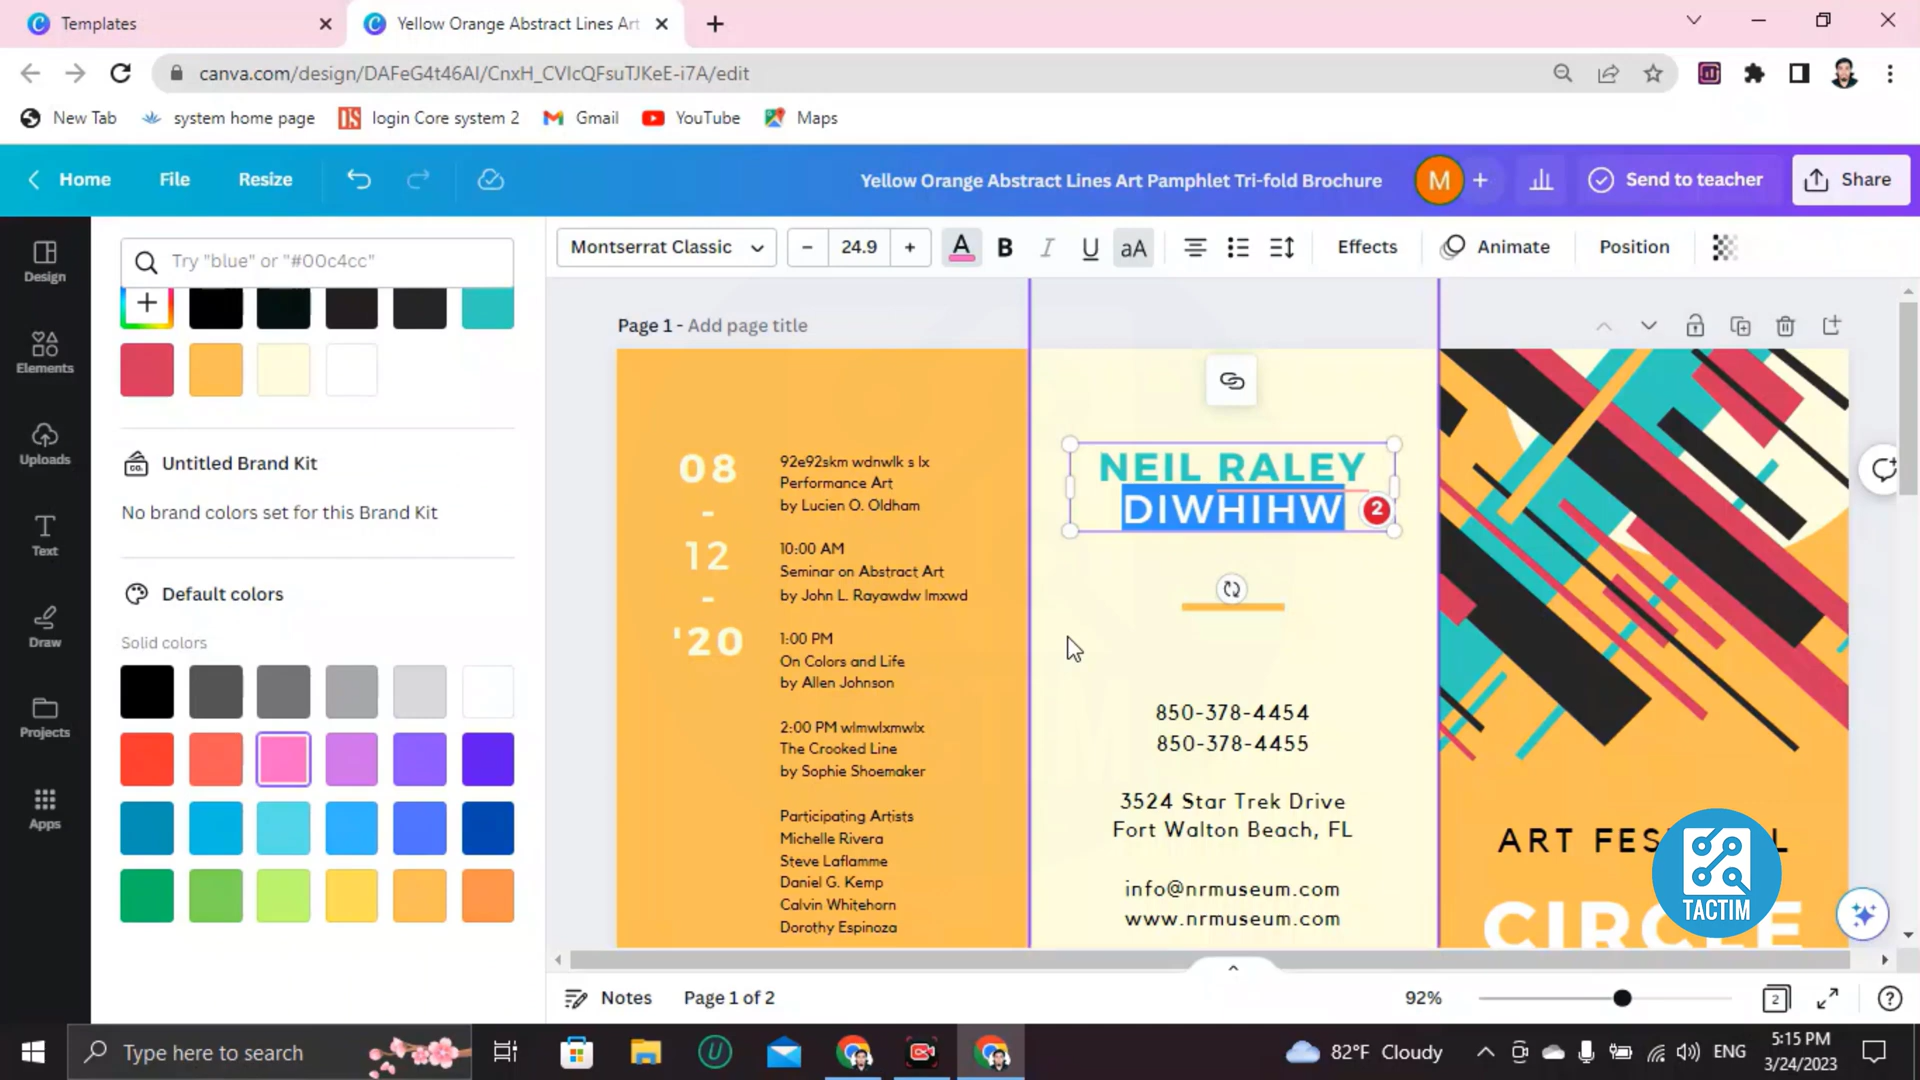 Templates
Yellow Orange Abstract Lines Art
canva.com/design/DAFeG4t46AI/CnxH_CVIcQFsuTJKeE-i7A/edit
New Tab
system home page
login Core system 2
Gmail
YouTube
Maps
Home
File
Resize
Yellow Orange Abstract Lines Art Pamphlet Tri-fold Brochure
M
Send to teacher
Share
Design
Elements
Uploads
Text
Draw
Projects
Apps
Try "blue" or "#00c4cc"
Untitled Brand Kit
No brand colors set for this Brand Kit
Default colors
Solid colors
Montserrat Classic
24.9
A
B
I
U
aA
Effects
Animate
Position
Page 1 - Add page title
08
-
12
-
'20
92e92skm wdnwlk s lx
Performance Art
by Lucien O. Oldham
10:00 AM
Seminar on Abstract Art
by John L. Rayawdw lmxwd
1:00 PM
On Colors and Life
by Allen Johnson
2:00 PM wlmwlxmwlx
The Crooked Line
by Sophie Shoemaker
Participating Artists
Michelle Rivera
Steve Laflamme
Daniel G. Kemp
Calvin Whitehorn
Dorothy Espinoza
NEIL RALEY
DIWHIHW
2
850-378-4454
850-378-4455
3524 Star Trek Drive
Fort Walton Beach, FL
info@nrmuseum.com
www.nrmuseum.com
ART
CIRCLE
TACTIM
Notes
Page 1 of 2
92%
2
Type here to search
82°F Cloudy
ENG
5:15 PM
3/24/2023